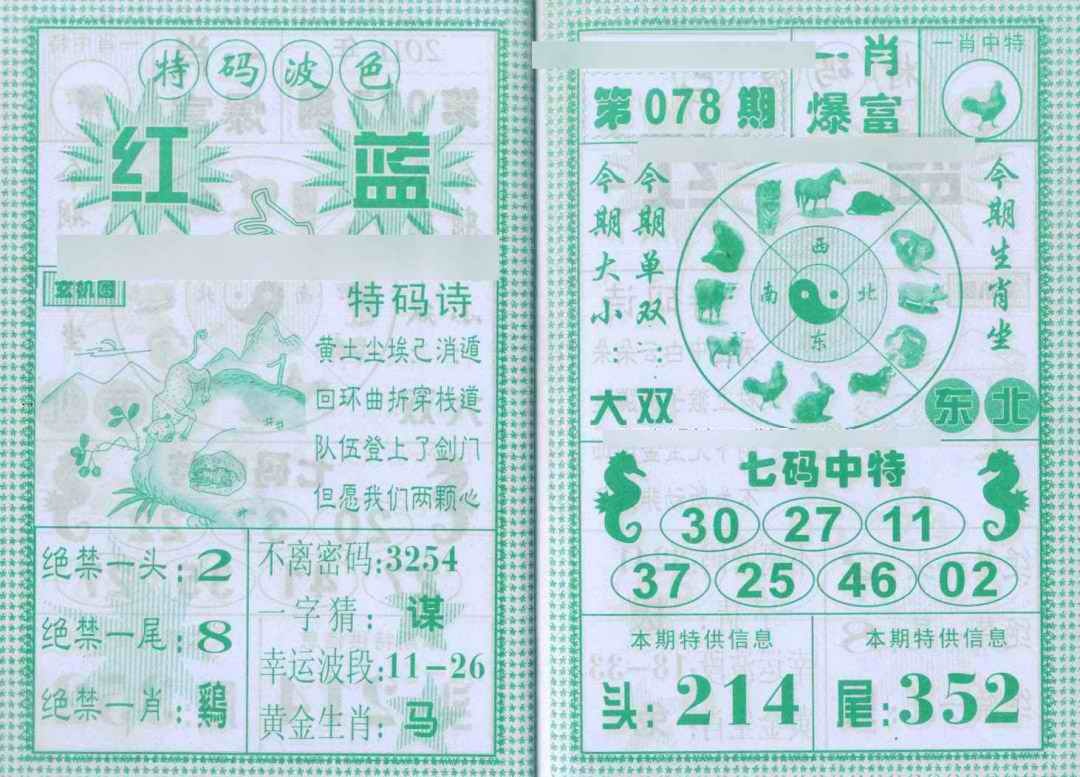 特码波色
红 蓝
玄机图
特码诗
黄土尘埃己消遁
回环曲折穿栈道
队伍登上了剑门
但愿我们两颗心
绝禁一头:2
绝禁一尾:8
绝禁一肖:鷄
不离密码:3254
一字猜:谋
幸运波段:11-26
黄金生肖:马
第078期
一肖
爆富
一肖中特
今期大小:
大
今期单双:
双
西
南 北
东
今期生肖坐
东北
七码中特
30 27 11
37 25 46 02
本期特供信息
头:214
本期特供信息
尾:352